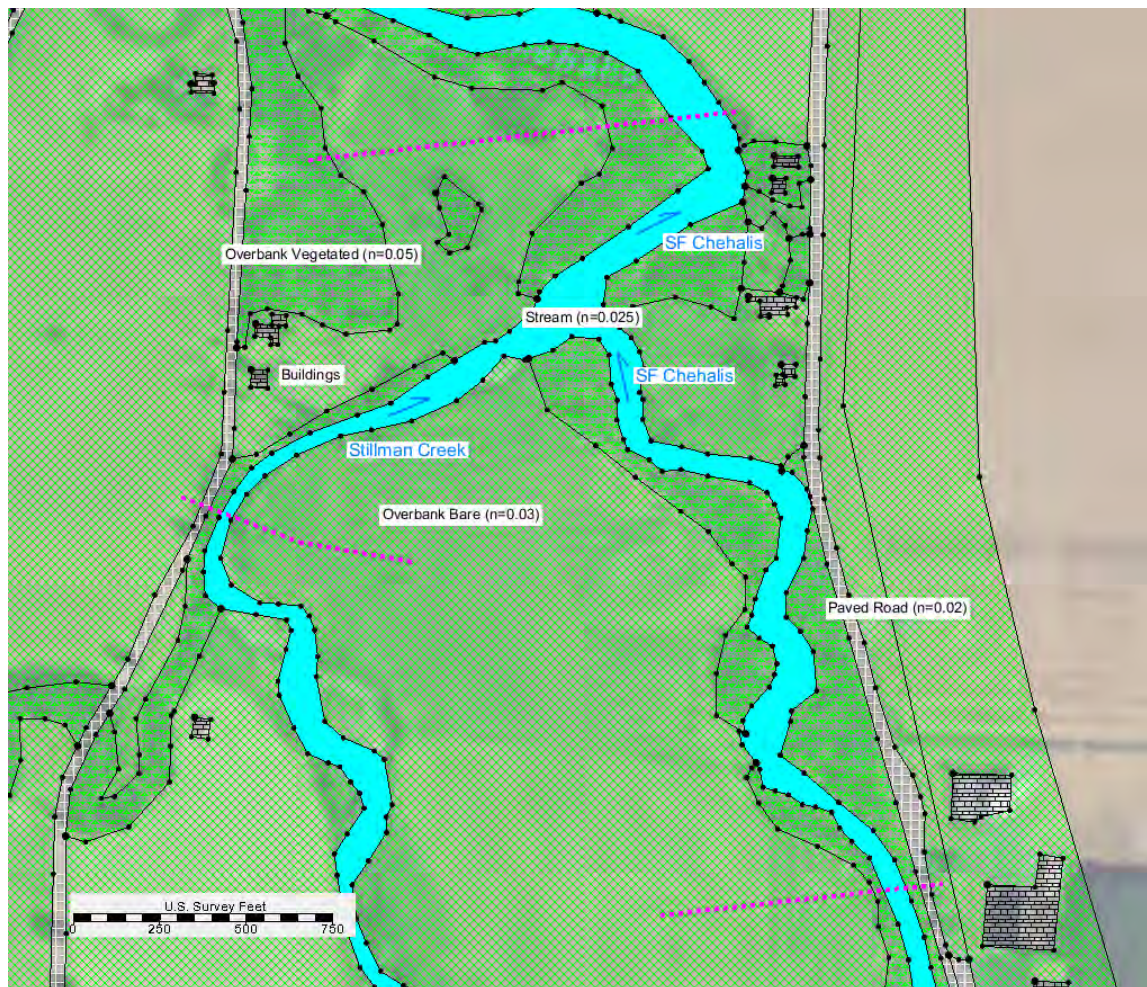 SF Chehalis
Overbank Vegetated (n=0.05)
Stream (n=0.025)
Buildings
SF Chehalis
Stillman Creek
Overbank Bare (n=0.03)
Paved Road (n=0.02)
U.S. Survey Feet
0 250 500 750